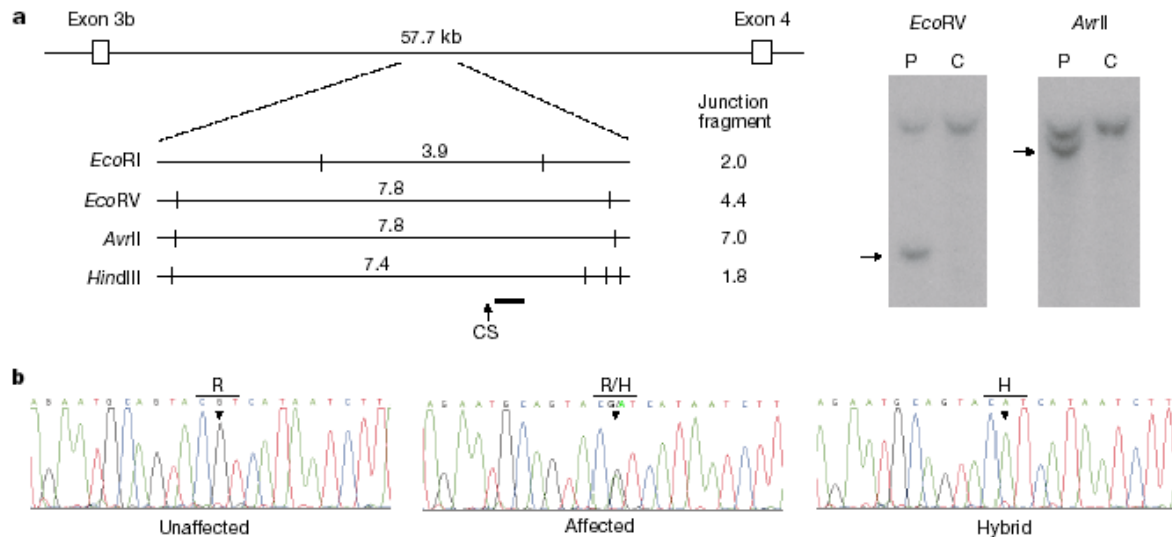 a
Exon 3b
57.7 kb
Exon 4
Junction
fragment
EcoRI
3.9
2.0
EcoRV
7.8
4.4
AvrII
7.8
7.0
HindIII
7.4
1.8
CS
EcoRV
AvrII
P C
P C
b
R
A G A A T G C A G T A C G T C A T A A T C T T
Unaffected
R/H
A G A A T G C A G T A C G A T C A T A A T C T T
Affected
H
A G A A T G C A G T A C A T C A T A A T C T T
Hybrid